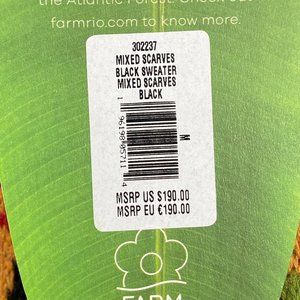 the Atlantic Forest. Check out
farmrio.com to know more.
302237
MIXED SCARVES
BLACK SWEATER
MIXED SCARVES
BLACK
M
MSRP US $190.00
MSRP EU €190.00
FARM